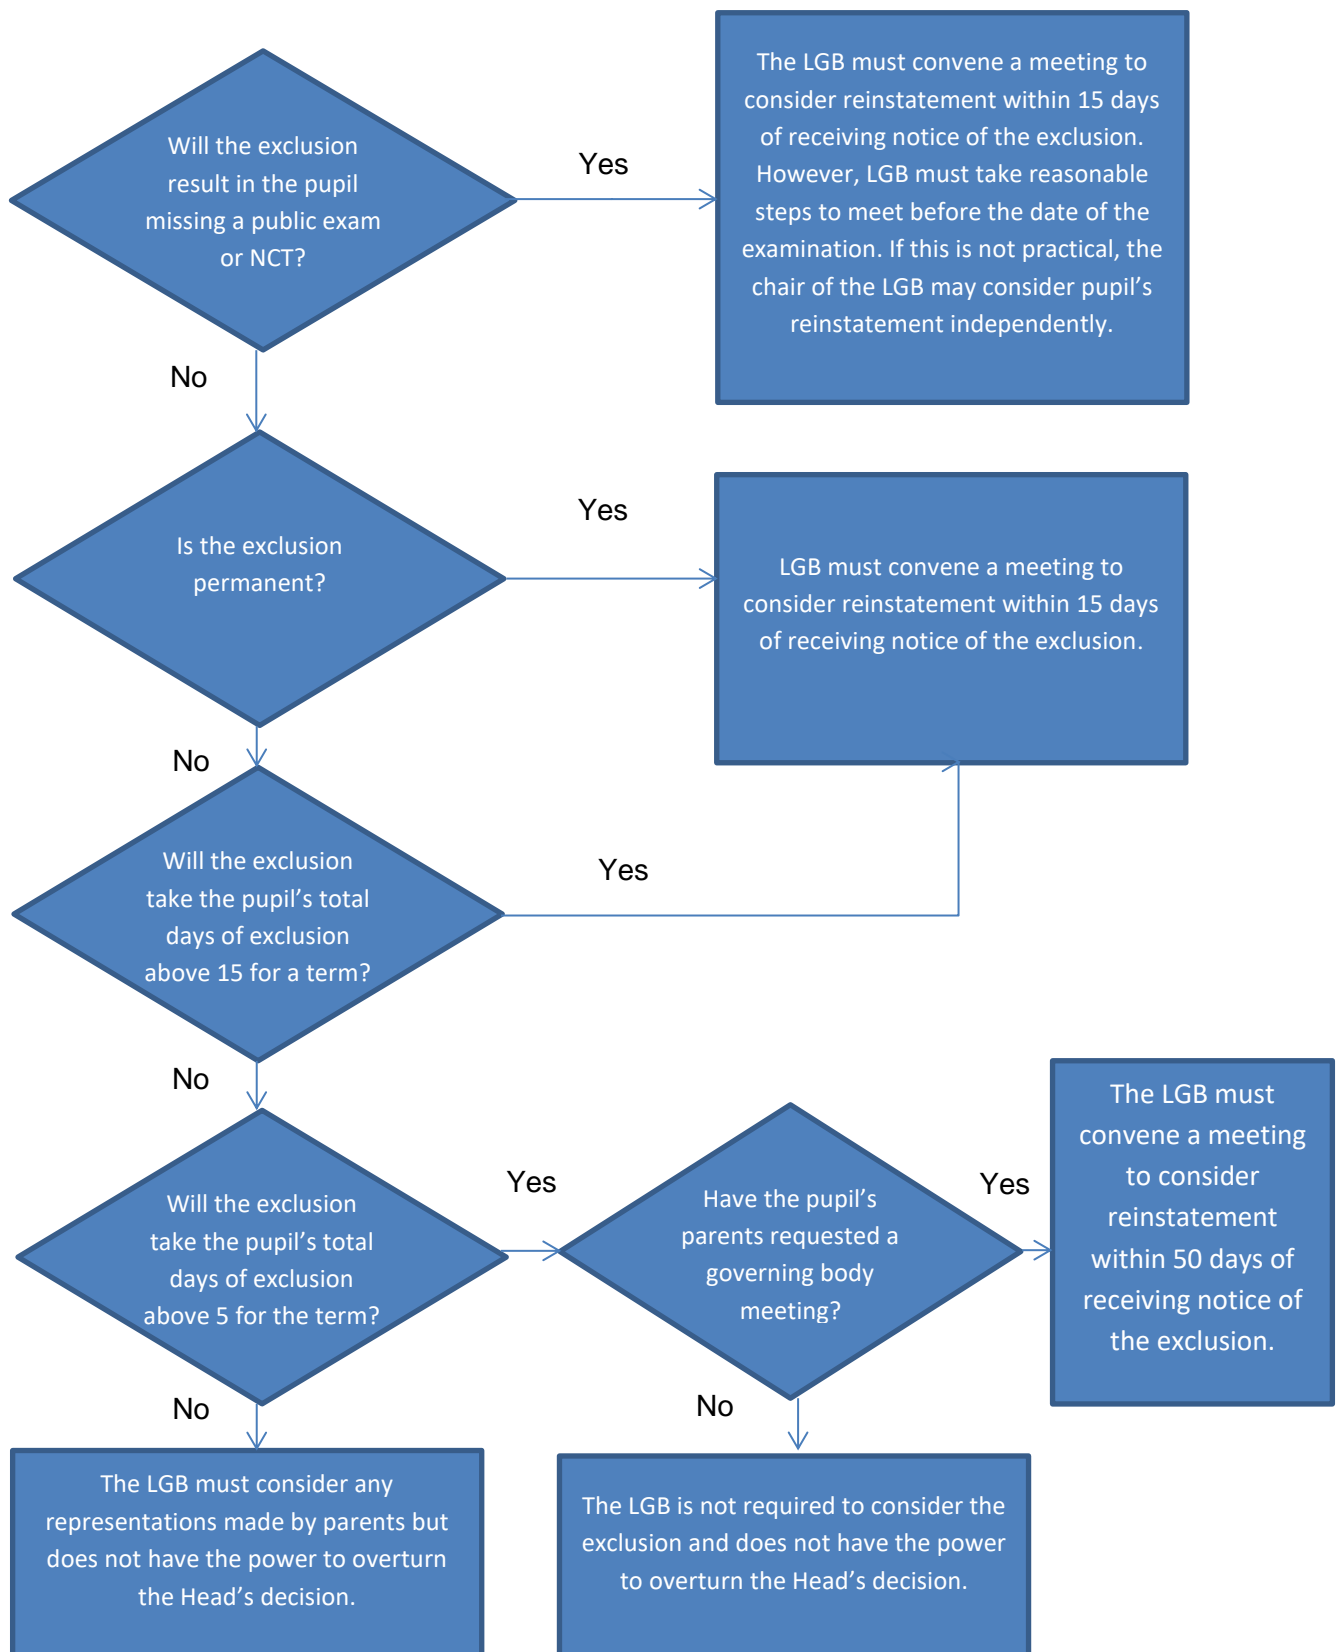 Will the exclusion
result in the pupil
missing a public exam
or NCT?
Yes
The LGB must convene a meeting to
consider reinstatement within 15 days
of receiving notice of the exclusion.
However, LGB must take reasonable
steps to meet before the date of the
examination. If this is not practical, the
chair of the LGB may consider pupil’s
reinstatement independently.
No
Is the exclusion
permanent?
Yes
LGB must convene a meeting to
consider reinstatement within 15 days
of receiving notice of the exclusion.
No
Will the exclusion
take the pupil’s total
days of exclusion
above 15 for a term?
Yes
No
Will the exclusion
take the pupil’s total
days of exclusion
above 5 for the term?
Yes
Have the pupil’s
parents requested a
governing body
meeting?
Yes
The LGB must
convene a meeting
to consider
reinstatement
within 50 days of
receiving notice of
the exclusion.
No
The LGB must consider any
representations made by parents but
does not have the power to overturn
the Head’s decision.
No
The LGB is not required to consider the
exclusion and does not have the power
to overturn the Head’s decision.